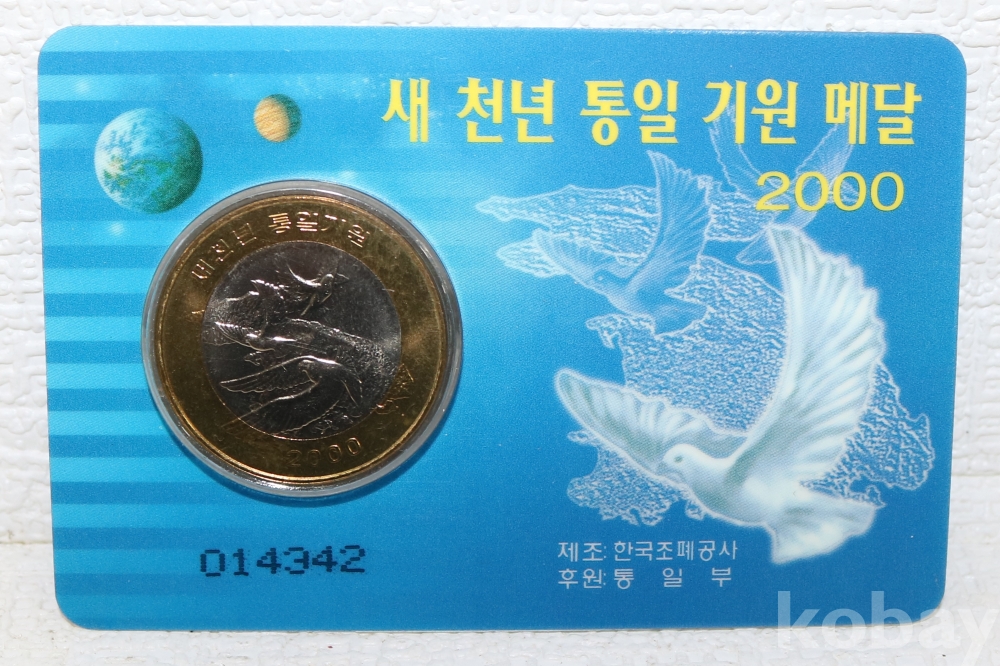 새 천년 통일 기원 메달
2000
새천년 통일기원
2000
014342
제조: 한국조폐공사
후원: 통 일 부
kobay